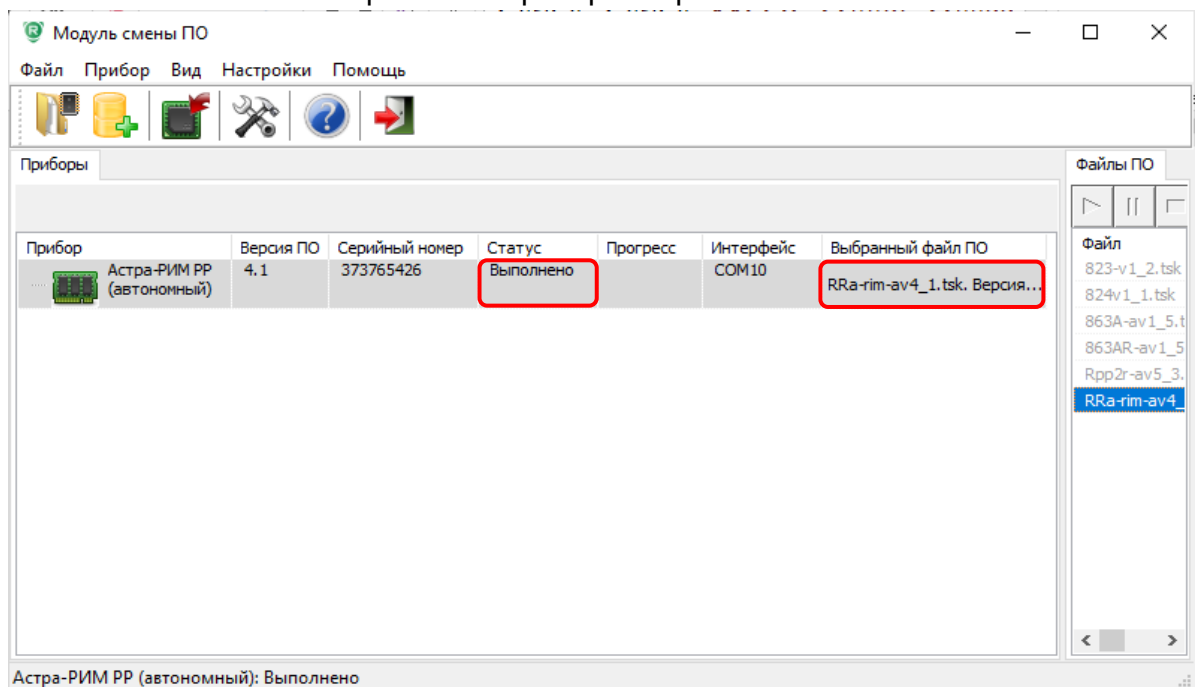 Модуль смены ПО
Файл Прибор Вид Настройки Помощь
Приборы
Файлы ПО
Прибор Версия ПО Серийный номер Статус Прогресс Интерфейс Выбранный файл ПО
Астра-РИМ РР (автономный) 4.1 373765426 Выполнено COM10 RRa-rim-av4_1.tsk. Версия...
Файл
823-v1_2.tsk
824v1_1.tsk
863A-av1_5.t
863AR-av1_5
Rpp2r-av5_3.
RRa-rim-av4_
Астра-РИМ РР (автономный): Выполнено